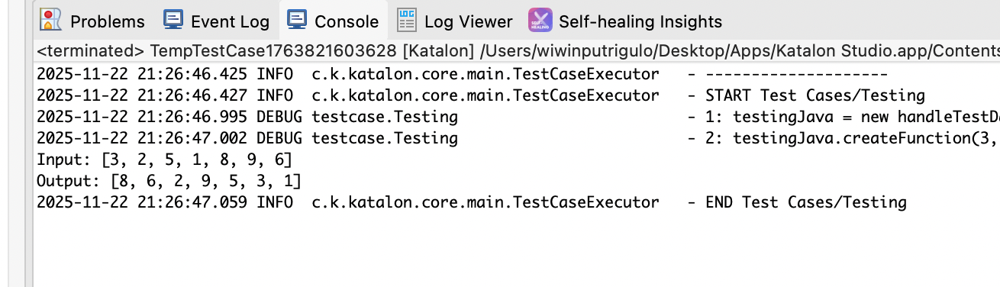 Problems Event Log Console Log Viewer Self-healing Insights
<terminated> TempTestCase1763821603628 [Katalon] /Users/wiwinputrigulo/Desktop/Apps/Katalon Studio.app/Contents
2025-11-22 21:26:46.425 INFO c.k.katalon.core.main.TestCaseExecutor - --------------------
2025-11-22 21:26:46.427 INFO c.k.katalon.core.main.TestCaseExecutor - START Test Cases/Testing
2025-11-22 21:26:46.995 DEBUG testcase.Testing - 1: testingJava = new handleTestD
2025-11-22 21:26:47.002 DEBUG testcase.Testing - 2: testingJava.createFunction(3,
Input: [3, 2, 5, 1, 8, 9, 6]
Output: [8, 6, 2, 9, 5, 3, 1]
2025-11-22 21:26:47.059 INFO c.k.katalon.core.main.TestCaseExecutor - END Test Cases/Testing